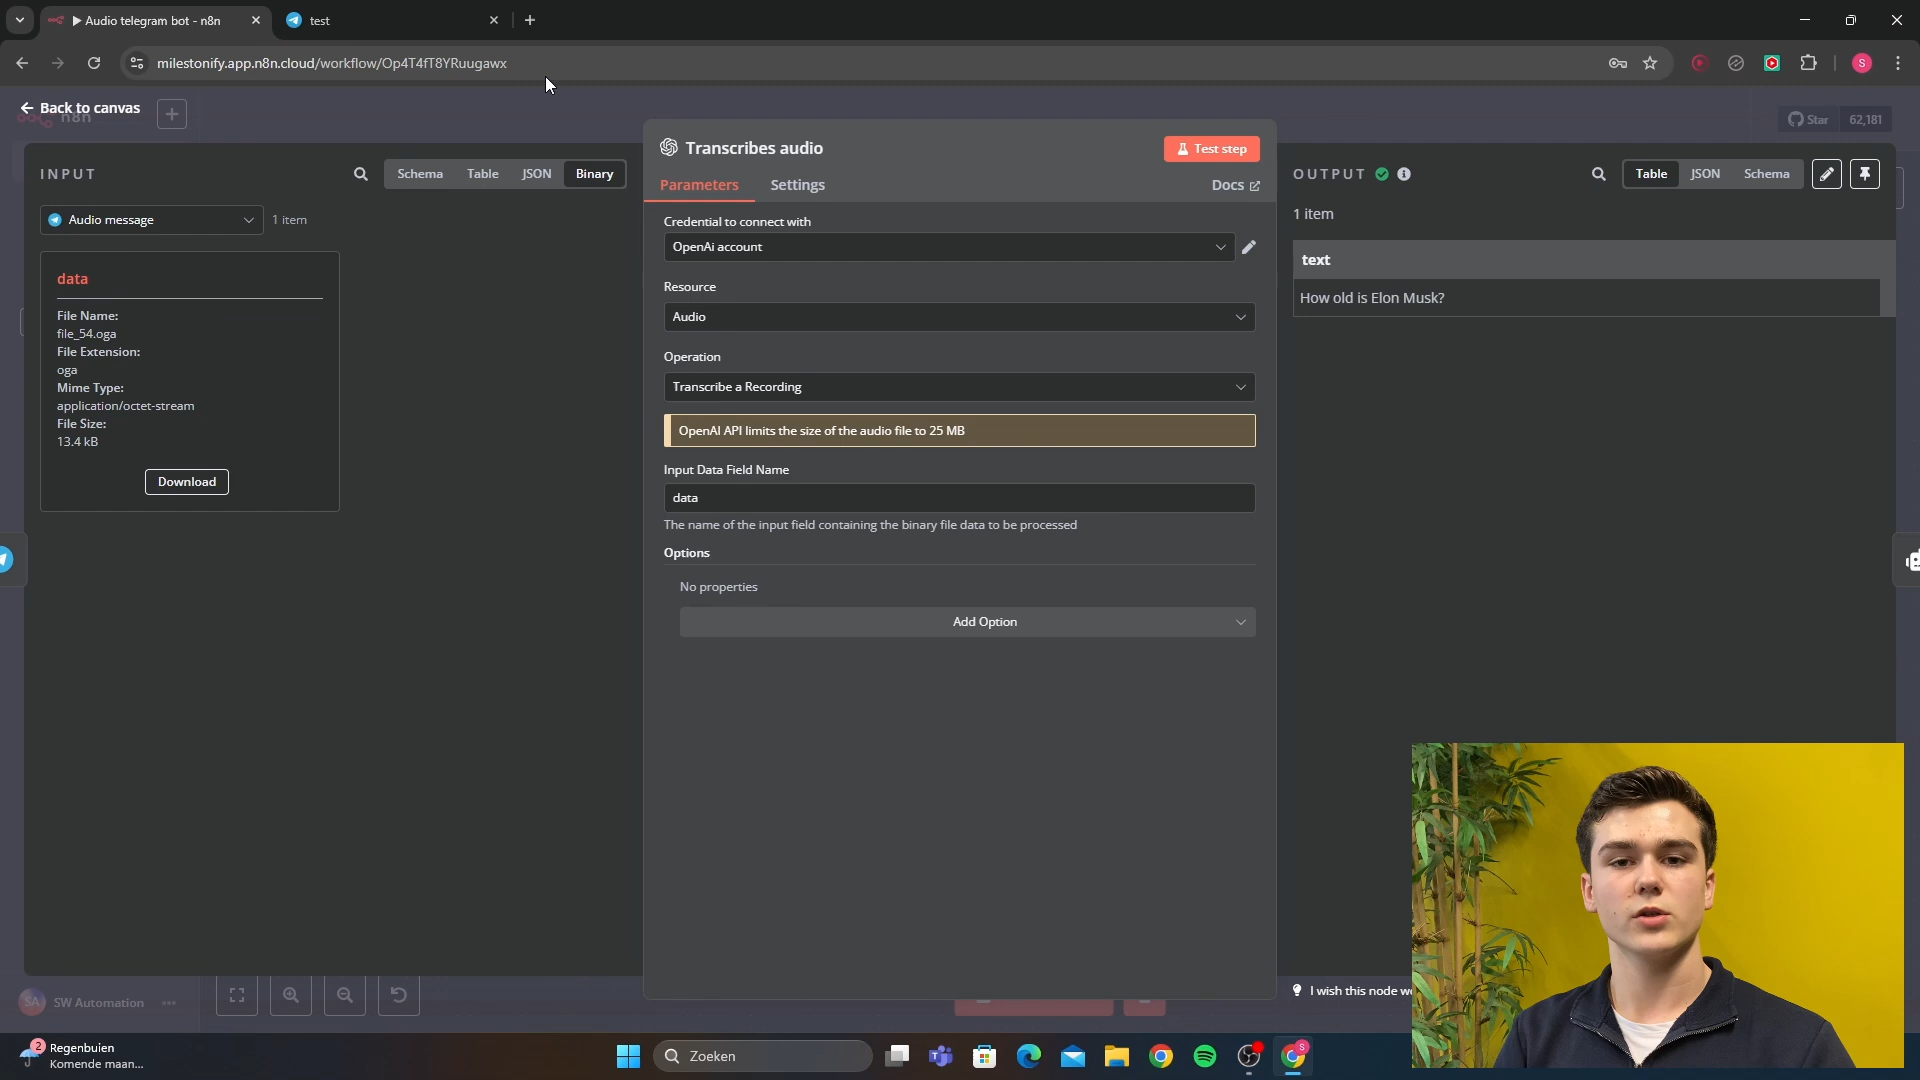 Audio telegram bot - n8n
test
milestonify.app.n8n.cloud/workflow/Op4T4fT8YRuugawx
S
Back to canvas
n8n
Star 62,181
INPUT
Schema Table JSON Binary
Audio message
1 item
data
File Name:
file_54.oga
File Extension:
oga
Mime Type:
application/octet-stream
File Size:
13.4 kB
Download
Transcribes audio
Test step
Parameters Settings
Docs
Credential to connect with
OpenAi account
Resource
Audio
Operation
Transcribe a Recording
OpenAI API limits the size of the audio file to 25 MB
Input Data Field Name
data
The name of the input field containing the binary file data to be processed
Options
No properties
Add Option
OUTPUT
Table JSON Schema
1 item
text
How old is Elon Musk?
I wish this node
SA SW Automation
2
Regenbuien
Komende maan...
Zoeken
S